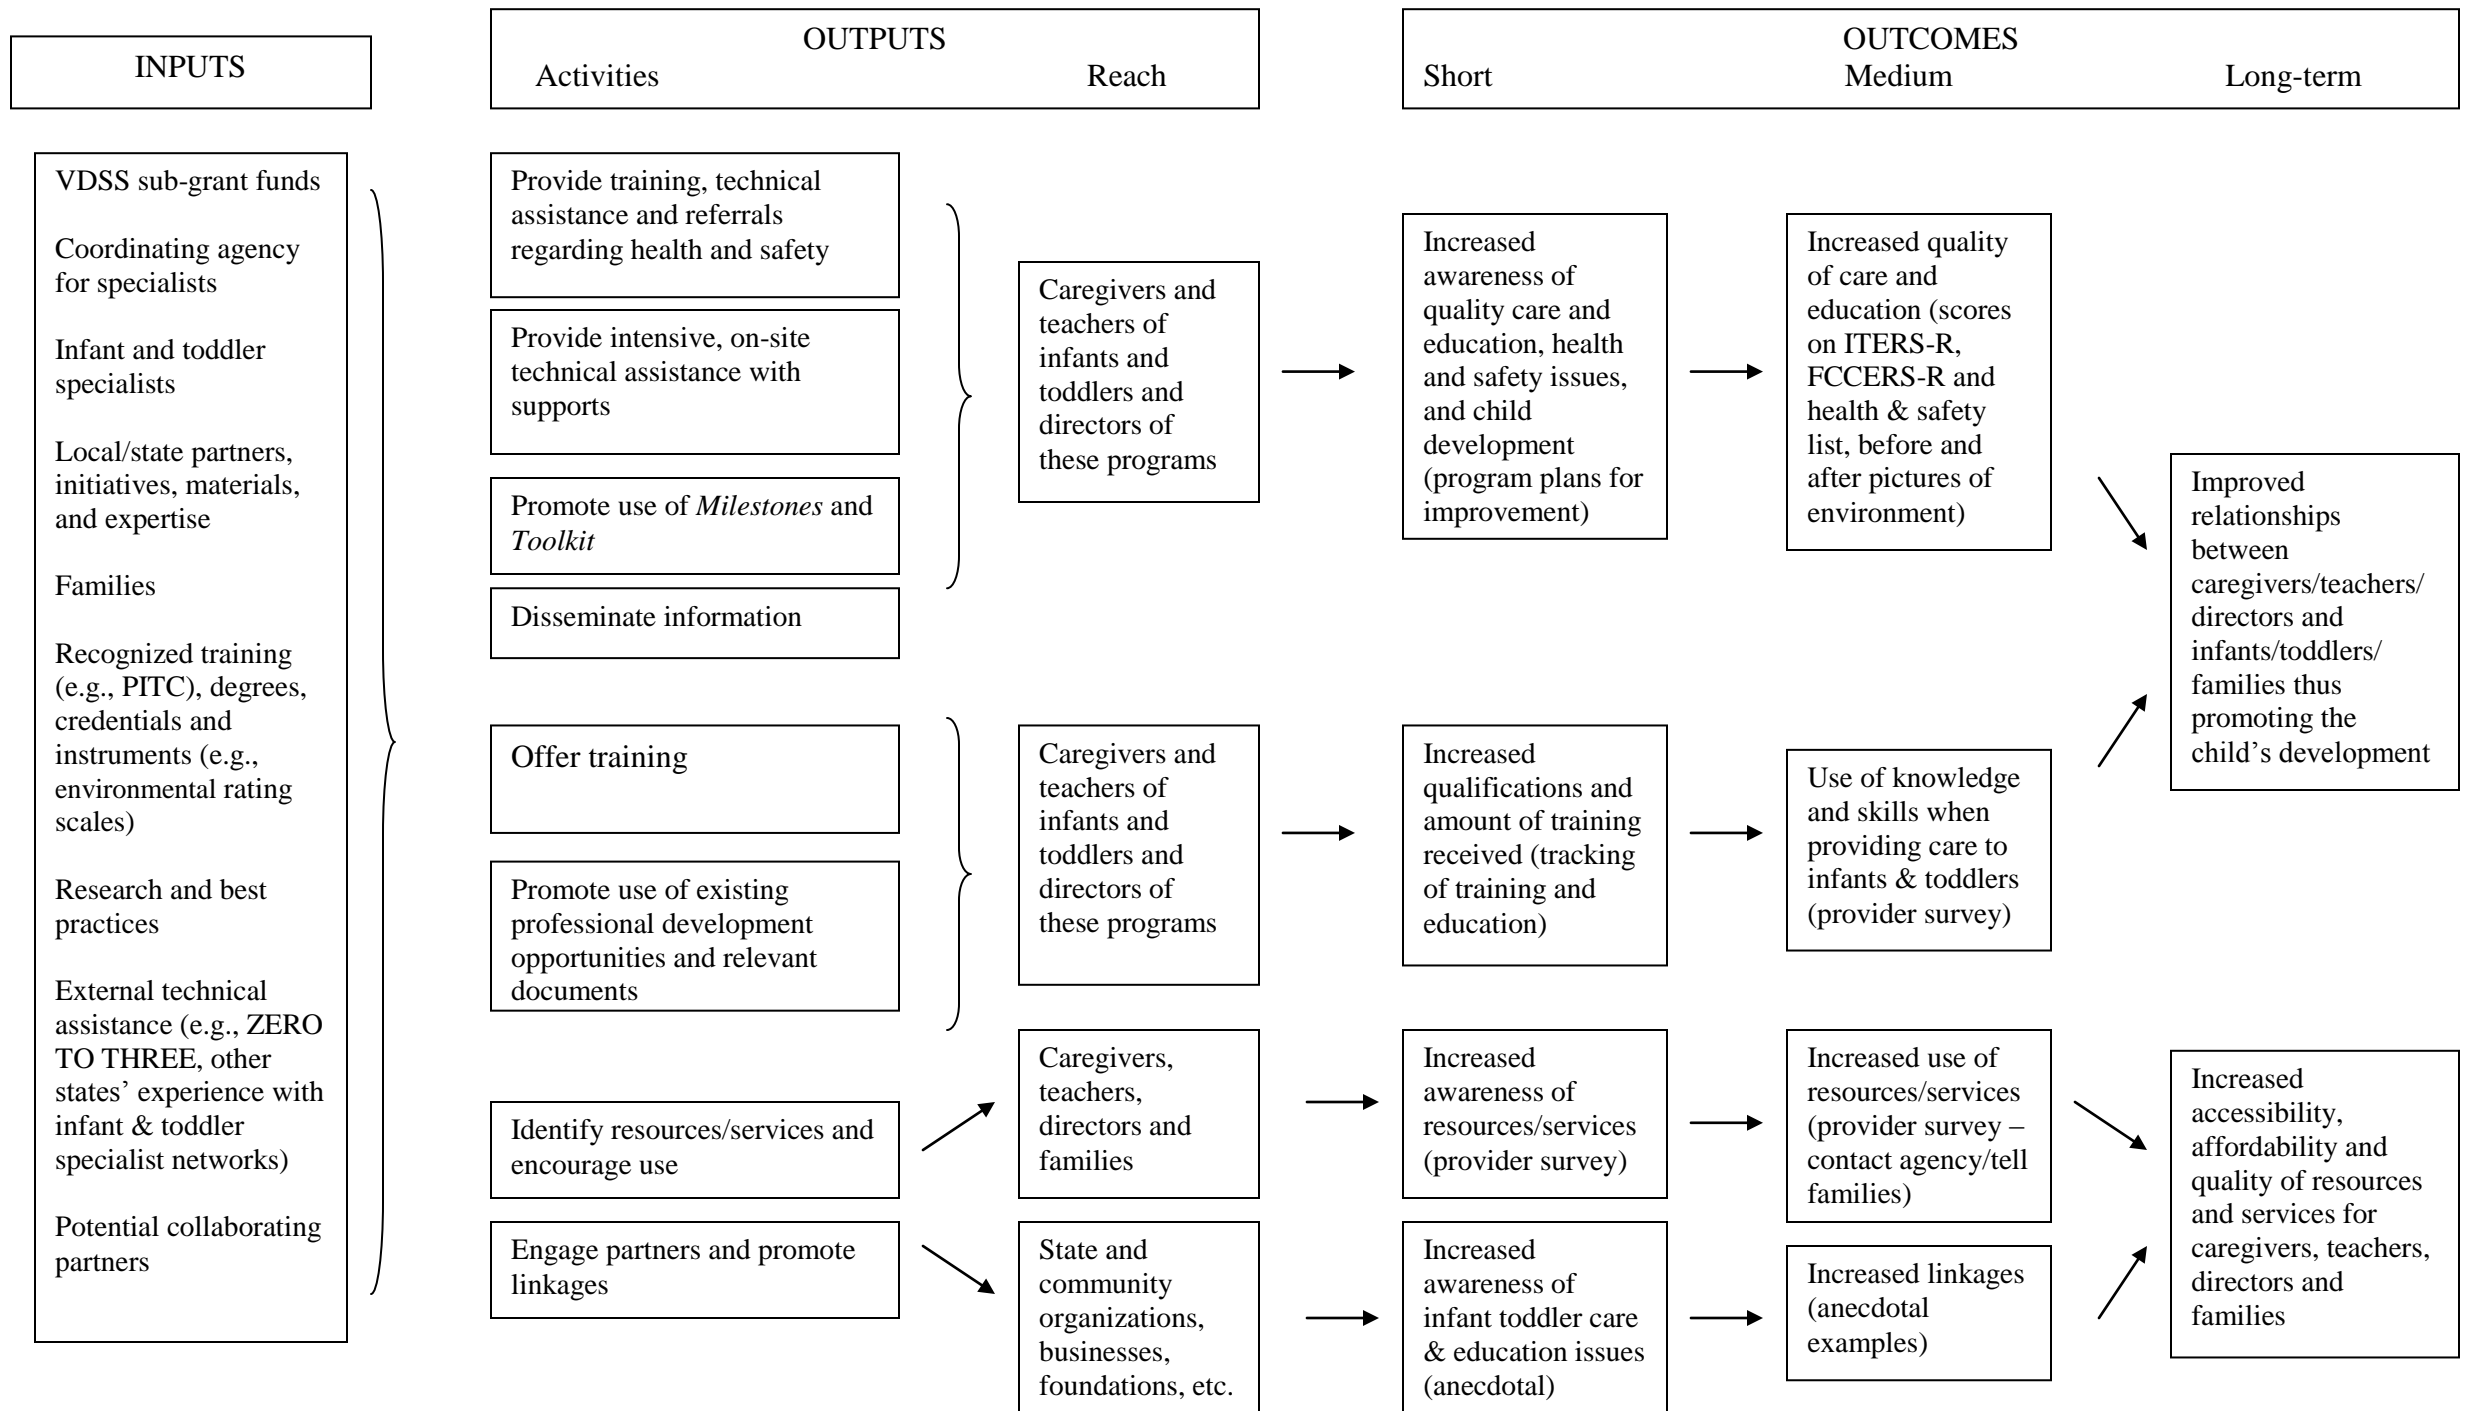 INPUTS
OUTPUTS
Activities
Reach
OUTCOMES
Short
Medium
Long-term
VDSS sub-grant funds
Coordinating agency
for specialists
Infant and toddler
specialists
Local/state partners,
initiatives, materials,
and expertise
Families
Recognized training
(e.g., PITC), degrees,
credentials and
instruments (e.g.,
environmental rating
scales)
Research and best
practices
External technical
assistance (e.g., ZERO
TO THREE, other
states’ experience with
infant & toddler
specialist networks)
Potential collaborating
partners
Provide training, technical
assistance and referrals
regarding health and safety
Provide intensive, on-site
technical assistance with
supports
Promote use of Milestones and
Toolkit
Disseminate information
Caregivers and
teachers of
infants and
toddlers and
directors of
these programs
Increased
awareness of
quality care and
education, health
and safety issues,
and child
development
(program plans for
improvement)
Increased quality
of care and
education (scores
on ITERS-R,
FCCERS-R and
health & safety
list, before and
after pictures of
environment)
Improved
relationships
between
caregivers/teachers/
directors and
infants/toddlers/
families thus
promoting the
child’s development
Offer training
Promote use of existing
professional development
opportunities and relevant
documents
Caregivers and
teachers of
infants and
toddlers and
directors of
these programs
Increased
qualifications and
amount of training
received (tracking
of training and
education)
Use of knowledge
and skills when
providing care to
infants & toddlers
(provider survey)
Identify resources/services and
encourage use
Caregivers,
teachers,
directors and
families
Increased
awareness of
resources/services
(provider survey)
Increased use of
resources/services
(provider survey –
contact agency/tell
families)
Increased
accessibility,
affordability and
quality of resources
and services for
caregivers, teachers,
directors and
families
Engage partners and promote
linkages
State and
community
organizations,
businesses,
foundations, etc.
Increased
awareness of
infant toddler care
& education issues
(anecdotal)
Increased linkages
(anecdotal
examples)